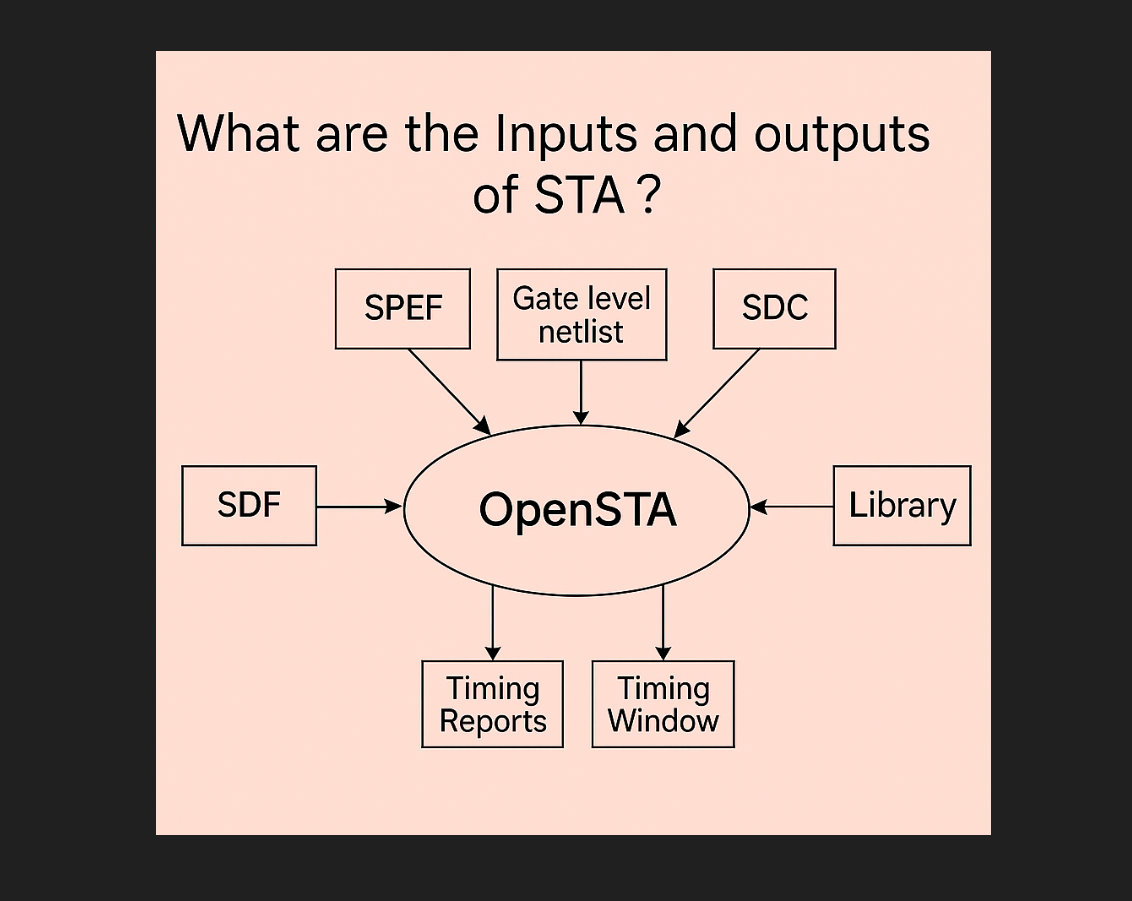 What are the Inputs and outputs
of STA ?
SPEF
Gate level
netlist
SDC
SDF
OpenSTA
Library
Timing
Reports
Timing
Window